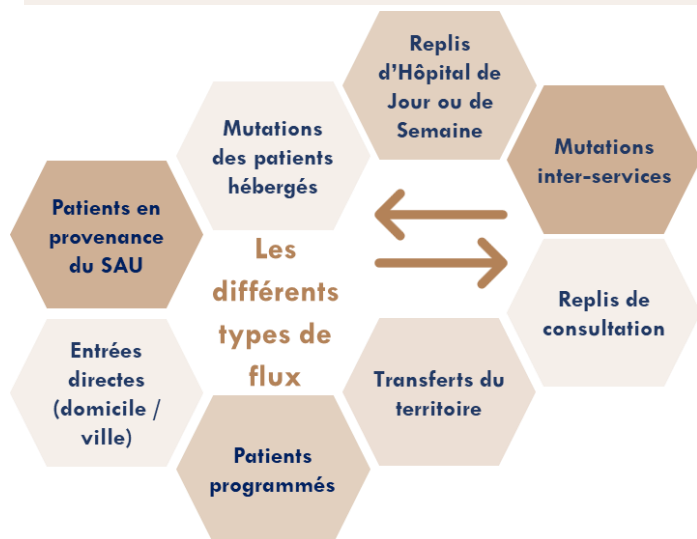 Replis
d'Hôpital de
Jour ou de
Semaine
Mutations
des patients
hébergés
Mutations
inter-services
Patients en
provenance
du SAU
Les
différents
types de
flux
Replis de
consultation
Entrées
directes
(domicile /
ville)
Transferts du
territoire
Patients
programmés